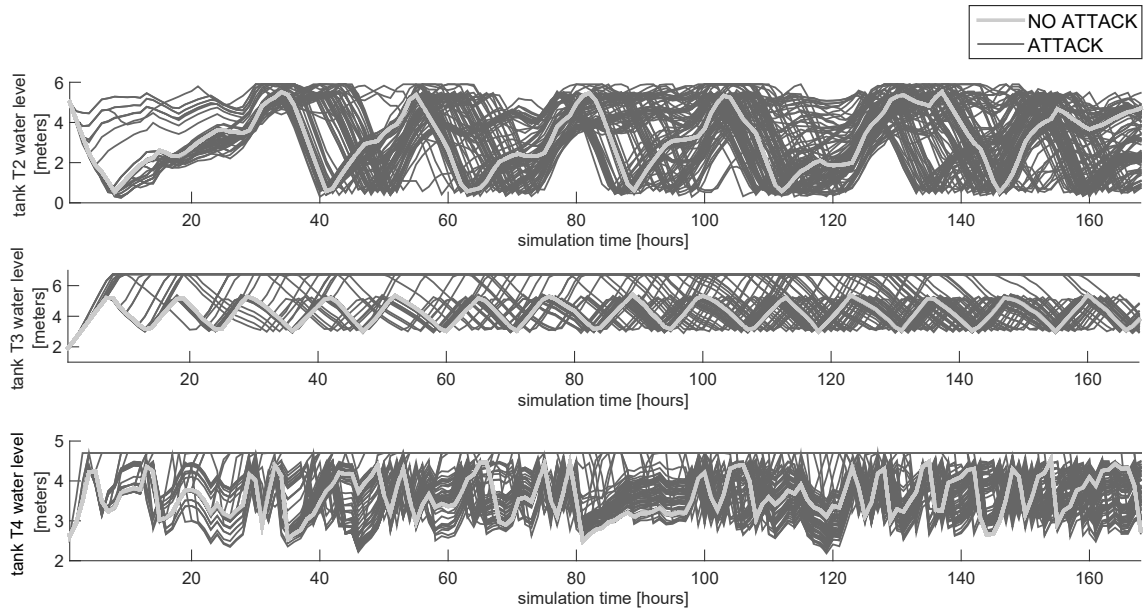 NO ATTACK
ATTACK
tank T2 water level
[meters]
6
4
2
0
20 40 60 80 100 120 140 160
simulation time [hours]
tank T3 water level
[meters]
6
4
2
20 40 60 80 100 120 140 160
simulation time [hours]
tank T4 water level
[meters]
5
4
3
2
20 40 60 80 100 120 140 160
simulation time [hours]